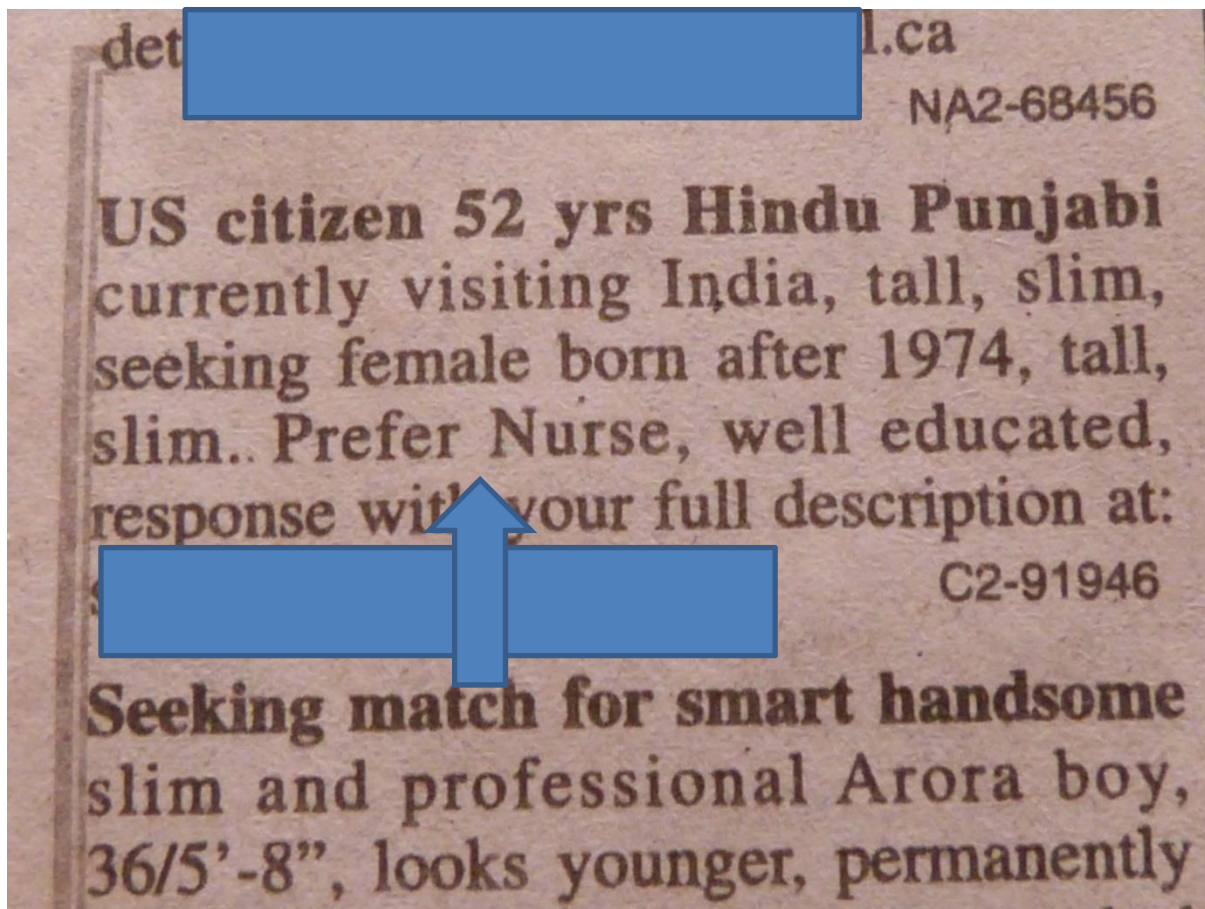 det l.ca
NA2-68456
US citizen 52 yrs Hindu Punjabi
currently visiting India, tall, slim,
seeking female born after 1974, tall,
slim.. Prefer Nurse, well educated,
response with your full description at:
C2-91946
Seeking match for smart handsome
slim and professional Arora boy,
36/5'-8”, looks younger, permanently